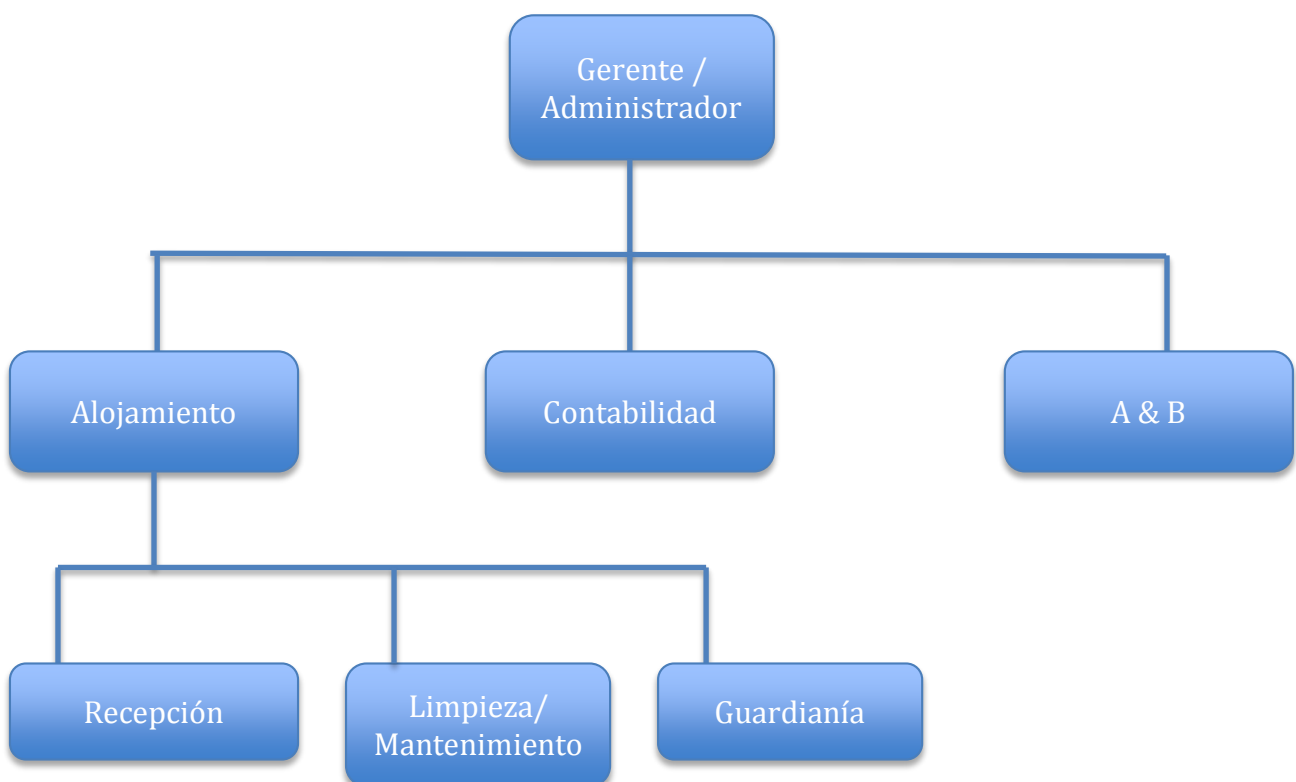 Gerente /
Administrador
Alojamiento
Contabilidad
A & B
Recepción
Limpieza/
Mantenimiento
Guardianía